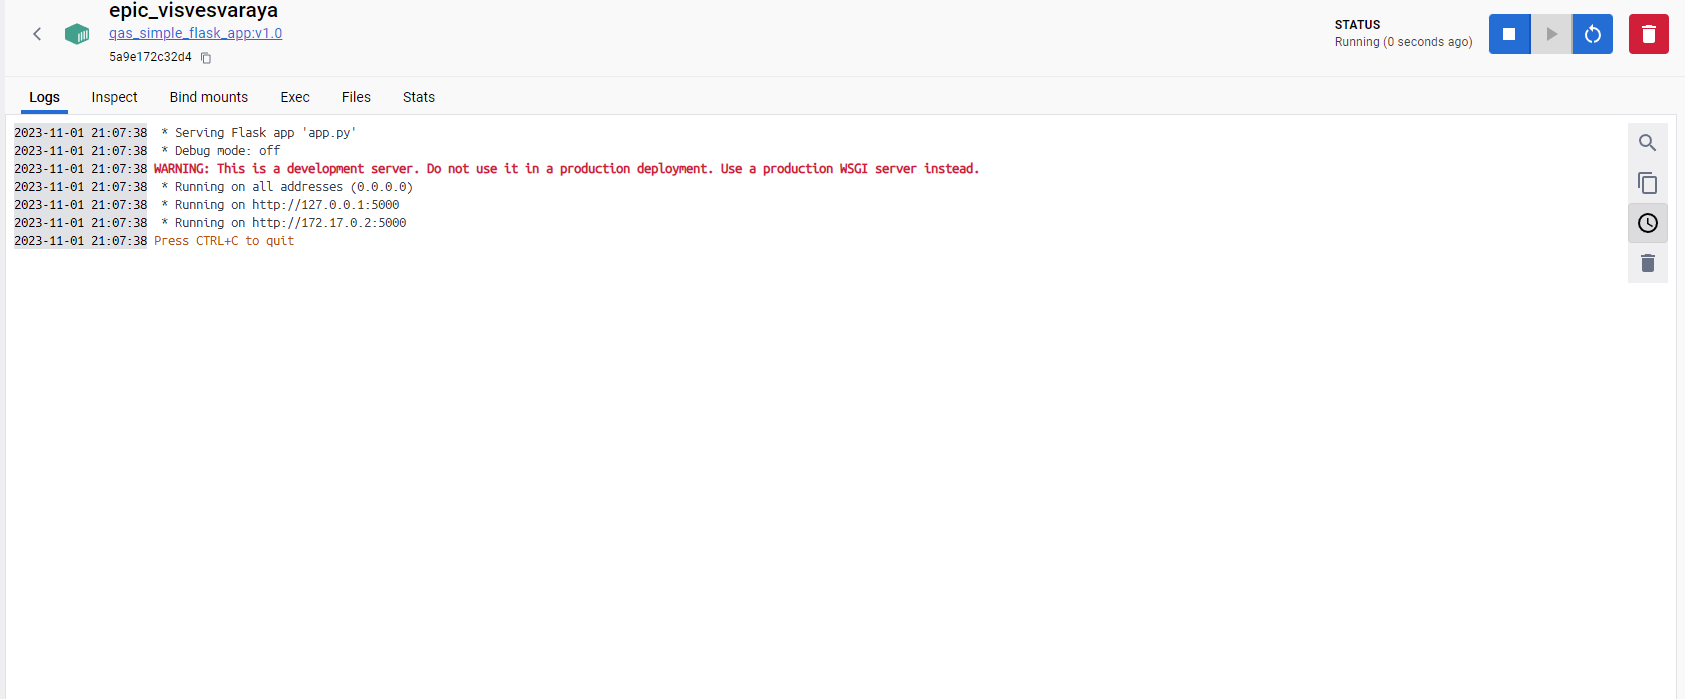 epic_visvesvaraya
qas_simple_flask_app:v1.0
5a9e172c32d4
STATUS
Running (0 seconds ago)
Logs Inspect Bind mounts Exec Files Stats
2023-11-01 21:07:38  * Serving Flask app 'app.py'
2023-11-01 21:07:38  * Debug mode: off
2023-11-01 21:07:38 WARNING: This is a development server. Do not use it in a production deployment. Use a production WSGI server instead.
2023-11-01 21:07:38  * Running on all addresses (0.0.0.0)
2023-11-01 21:07:38  * Running on http://127.0.0.1:5000
2023-11-01 21:07:38  * Running on http://172.17.0.2:5000
2023-11-01 21:07:38 Press CTRL+C to quit